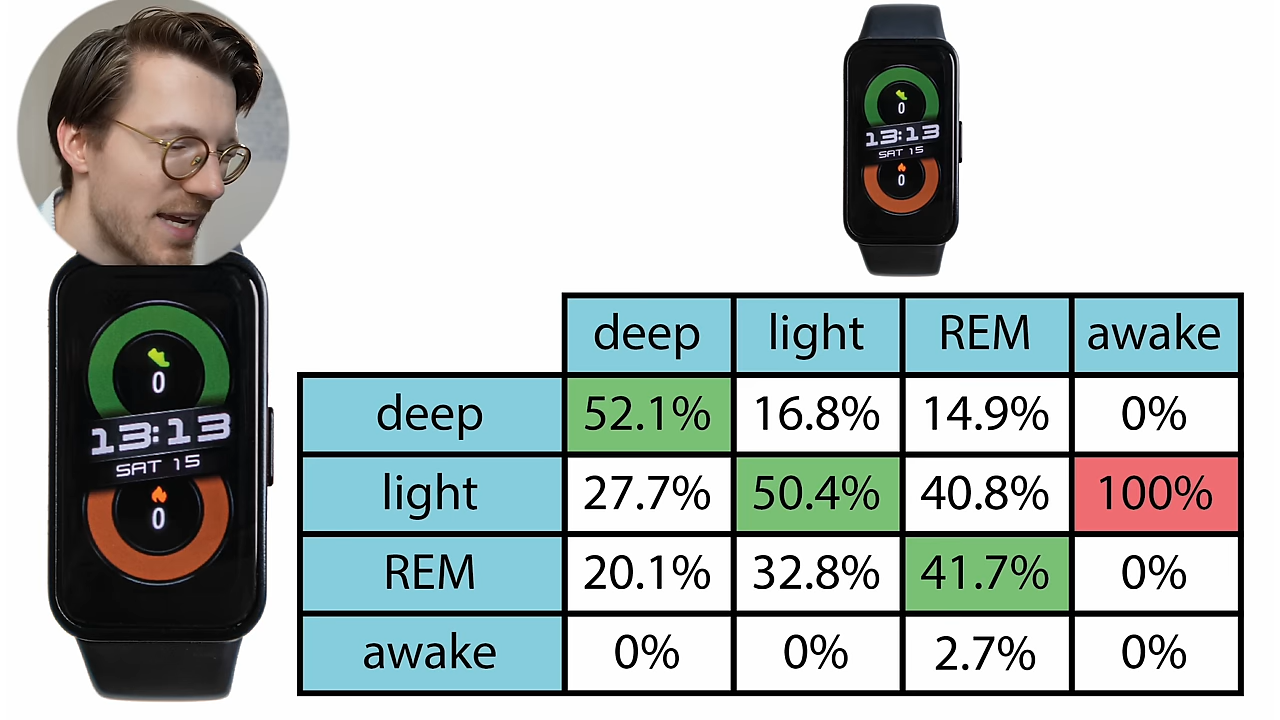 0
13:13
SAT 15
0
0
13:13
SAT 15
0
deep light REM awake
deep 52.1% 16.8% 14.9% 0%
light 27.7% 50.4% 40.8% 100%
REM 20.1% 32.8% 41.7% 0%
awake 0% 0% 2.7% 0%